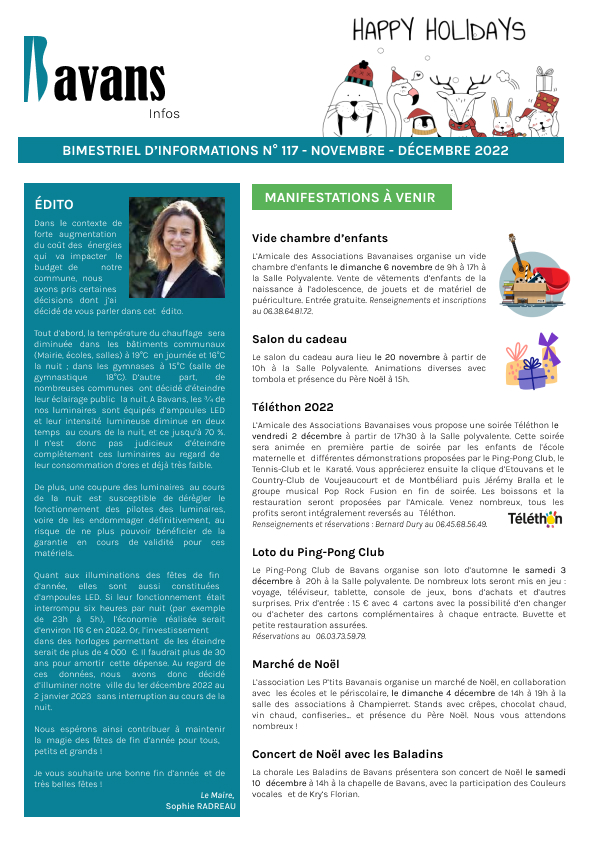 HAPPY HOLIDAYS
Bavans
Infos
BIMESTRIEL D'INFORMATIONS N° 117 - NOVEMBRE - DÉCEMBRE 2022
ÉDITO
Dans le contexte de
forte augmentation
du coût des énergies
qui va impacter le
budget de notre
commune, nous
avons pris certaines
décisions dont j'ai
décidé de vous parler dans cet édito.
Tout d'abord, la température du chauffage sera
diminuée dans les bâtiments communaux
(Mairie, écoles, salles) à 19°C en journée et 16°C
la nuit ; dans les gymnases à 15°C (salle de
gymnastique 18°C). D'autre part, de
nombreuses communes ont décidé d'éteindre
leur éclairage public la nuit. A Bavans, les ¾ de
nos luminaires sont équipés d'ampoules LED
et leur intensité lumineuse diminue en deux
temps au cours de la nuit, et ce jusqu'à 70 %.
Il n'est donc pas judicieux d'éteindre
complètement ces luminaires au regard de
leur consommation d'ores et déjà très faible.
De plus, une coupure des luminaires au cours
de la nuit est susceptible de dérégler le
fonctionnement des pilotes des luminaires,
voire de les endommager définitivement, au
risque de ne plus pouvoir bénéficier de la
garantie en cours de validité pour ces
matériels.
Quant aux illuminations des fêtes de fin
d'année, elles sont aussi constituées
d'ampoules LED. Si leur fonctionnement était
interrompu six heures par nuit (par exemple
de 23h à 5h), l'économie réalisée serait
d'environ 116 € en 2022. Or, l'investissement
dans des horloges permettant de les éteindre
serait de plus de 4 000 €. Il faudrait plus de 30
ans pour amortir cette dépense. Au regard de
ces données, nous avons donc décidé
d'illuminer notre ville du 1er décembre 2022 au
2 janvier 2023 sans interruption au cours de la
nuit.
Nous espérons ainsi contribuer à maintenir
la magie des fêtes de fin d'année pour tous,
petits et grands !
Je vous souhaite une bonne fin d'année et de
très belles fêtes !
Le Maire,
Sophie RADREAU
MANIFESTATIONS À VENIR
Vide chambre d'enfants
L'Amicale des Associations Bavanaises organise un vide
chambre d'enfants le dimanche 6 novembre de 9h à 17h à
la Salle Polyvalente. Vente de vêtements d'enfants de la
naissance à l'adolescence, de jouets et de matériel de
puériculture. Entrée gratuite. Renseignements et inscriptions
au 06.38.64.81.72.
Salon du cadeau
Le salon du cadeau aura lieu le 20 novembre à partir de
10h à la Salle Polyvalente. Animations diverses avec
tombola et présence du Père Noël à 15h.
Téléthon 2022
L'Amicale des Associations Bavanaises vous propose une soirée Téléthon le
vendredi 2 décembre à partir de 17h30 à la Salle polyvalente. Cette soirée
sera animée en première partie de soirée par les enfants de l'école
maternelle et différentes démonstrations proposées par le Ping-Pong Club, le
Tennis-Club et le Karaté. Vous apprécierez ensuite la clique d'Etouvans et le
Country-Club de Voujeaucourt et de Montbéliard puis Jérémy Bralla et le
groupe musical Pop Rock Fusion en fin de soirée. Les boissons et la
restauration seront proposées par l'Amicale. Venez nombreux, tous les
profits seront intégralement reversés au Téléthon.
Renseignements et réservations : Bernard Dury au 06.45.68.56.49.
Téléthon
Loto du Ping-Pong Club
Le Ping-Pong Club de Bavans organise son loto d'automne le samedi 3
décembre à 20h à la Salle polyvalente. De nombreux lots seront mis en jeu :
voyage, téléviseur, tablette, console de jeux, bons d'achats et d'autres
surprises. Prix d'entrée : 15 € avec 4 cartons avec la possibilité d'en changer
ou d'acheter des cartons complémentaires à chaque entracte. Buvette et
petite restauration assurées.
Réservations au 06.03.73.59.79.
Marché de Noël
L'association Les P'tits Bavanais organise un marché de Noël, en collaboration
avec les écoles et le périscolaire, le dimanche 4 décembre de 14h à 19h à la
salle des associations à Champierret. Stands avec crêpes, chocolat chaud,
vin chaud, confiseries... et présence du Père Noël. Nous vous attendons
nombreux !
Concert de Noël avec les Baladins
La chorale Les Baladins de Bavans présentera son concert de Noël le samedi
10 décembre à 14h à la chapelle de Bavans, avec la participation des Couleurs
vocales et de Kry's Florian.